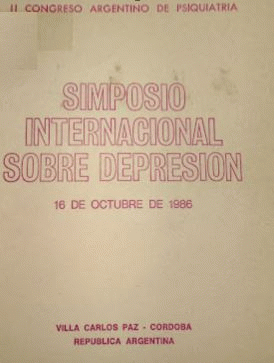 II CONGRESO ARGENTINO DE PSIQUIATRIA
SIMPOSIO
INTERNACIONAL
SOBRE DEPRESION
16 DE OCTUBRE DE 1986
VILLA CARLOS PAZ - CORDOBA
REPUBLICA ARGENTINA